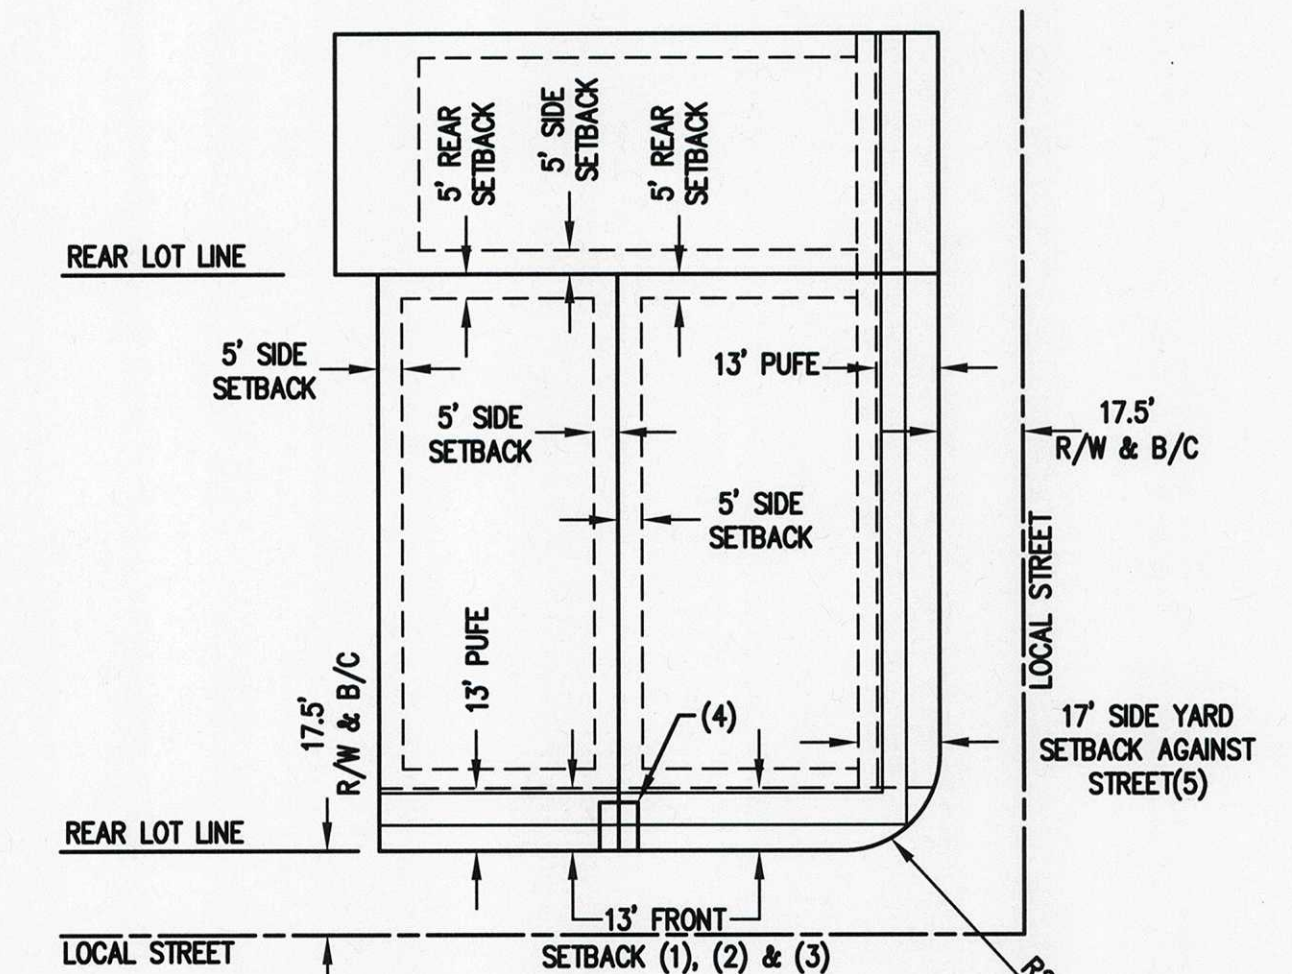 5' REAR
SETBACK
5' SIDE
SETBACK
5' REAR
SETBACK
REAR LOT LINE
5' SIDE
SETBACK
13' PUFE
5' SIDE
SETBACK
17.5'
R/W & B/C
5' SIDE
SETBACK
LOCAL STREET
13' PUFE
17.5'
R/W & B/C
(4)
17' SIDE YARD
SETBACK AGAINST
STREET(5)
REAR LOT LINE
13' FRONT
SETBACK (1), (2) & (3)
LOCAL STREET